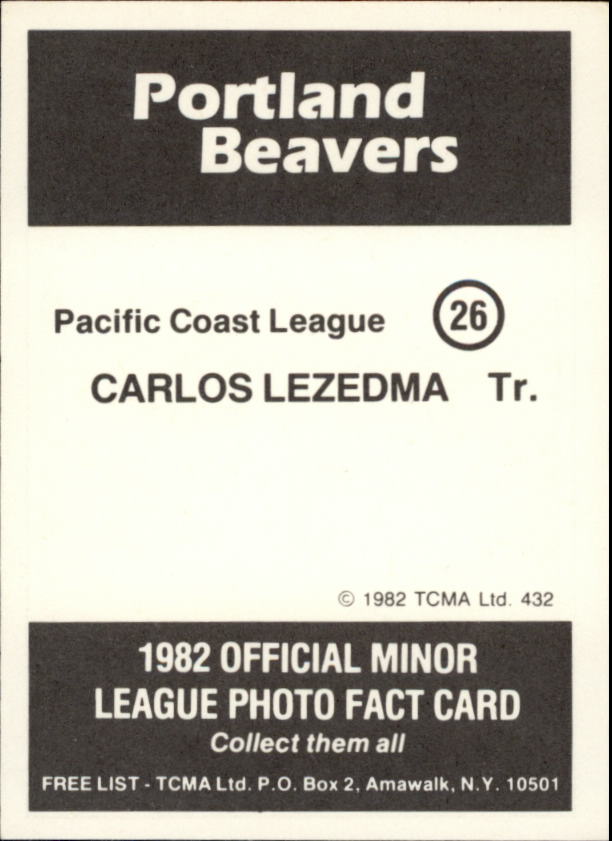 Portland
Beavers
Pacific Coast League 26
CARLOS LEZEDMA Tr.
© 1982 TCMA Ltd. 432
1982 OFFICIAL MINOR
LEAGUE PHOTO FACT CARD
Collect them all
FREE LIST - TCMA Ltd. P.O. Box 2, Amawalk, N.Y. 10501